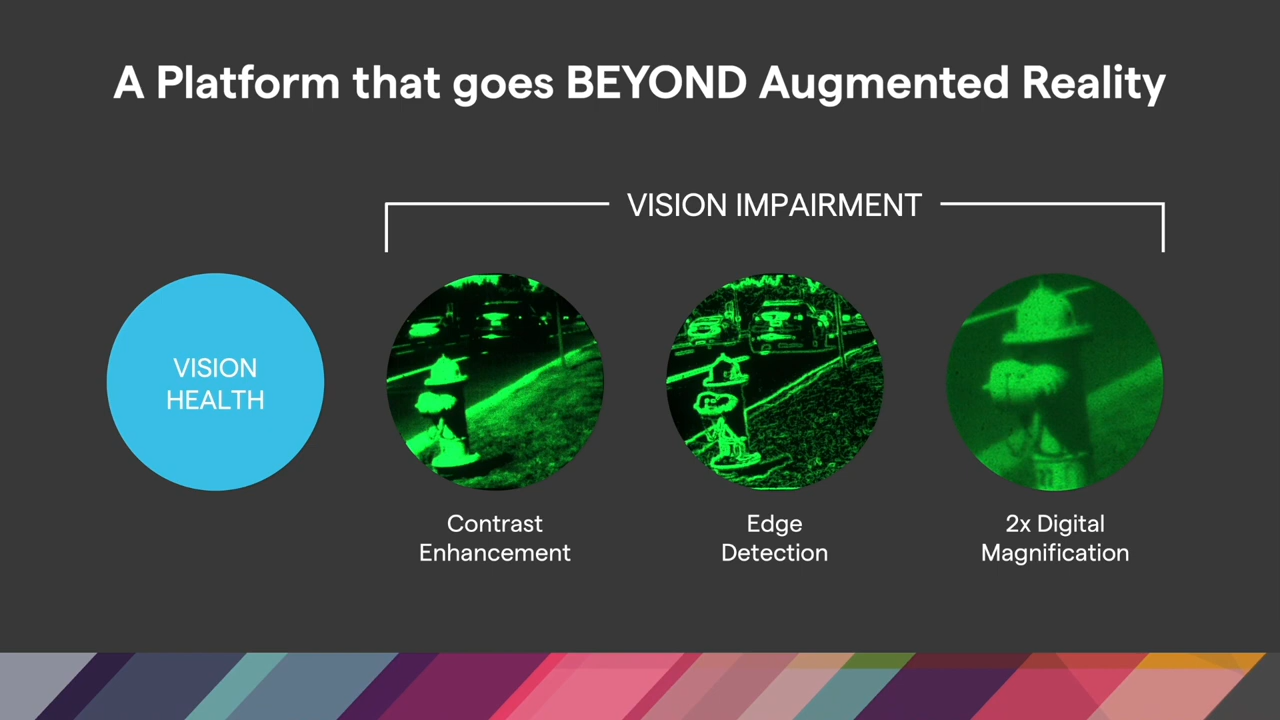 A Platform that goes BEYOND Augmented Reality
VISION IMPAIRMENT
VISION
HEALTH
Contrast
Enhancement
Edge
Detection
2x Digital
Magnification